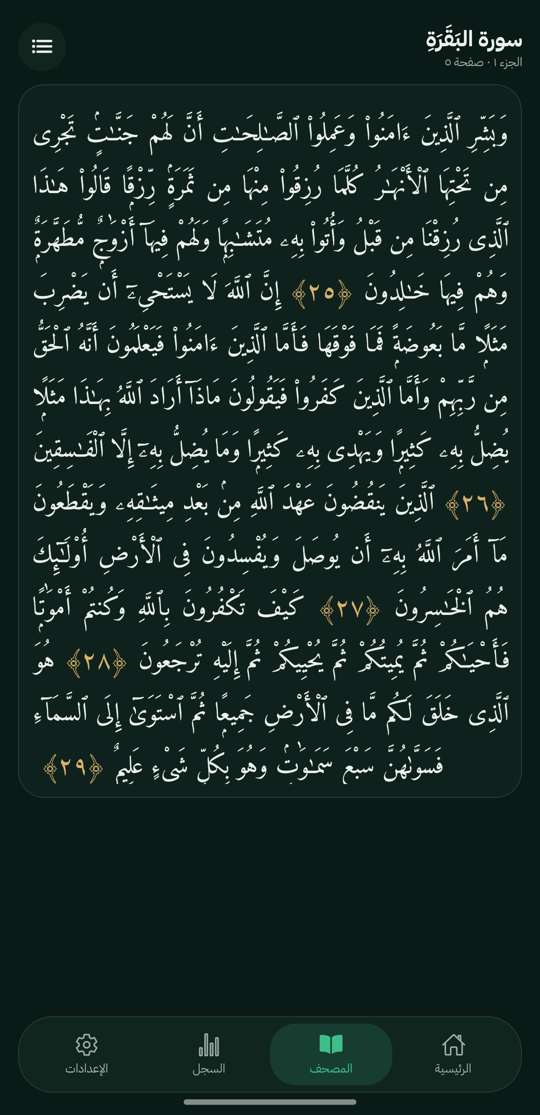 سورة البَقَرَةِ
الجزء ١ · صفحة ٥
وَبَشِّرِ ٱلَّذِينَ ءَامَنُوا۟ وَعَمِلُوا۟ ٱلصَّـٰلِحَـٰتِ أَنَّ لَهُمْ جَنَّـٰتٍۢ تَجْرِى
مِن تَحْتِهَا ٱلْأَنْهَـٰرُ كُلَّمَا رُزِقُوا۟ مِنْهَا مِن ثَمَرَةٍۢ رِّزْقًۭا قَالُوا۟ هَـٰذَا
ٱلَّذِى رُزِقْنَا مِن قَبْلُ وَأُتُوا۟ بِهِۦ مُتَشَـٰبِهًۭا وَلَهُمْ فِيهَآ أَزْوَٰجٌۭ مُّطَهَّرَةٌۭ
وَهُمْ فِيهَا خَـٰلِدُونَ ﴿٢٥﴾ إِنَّ ٱللَّهَ لَا يَسْتَحْىِۦٓ أَن يَضْرِبَ
مَثَلًۭا مَّا بَعُوضَةًۭ فَمَا فَوْقَهَا فَأَمَّا ٱلَّذِينَ ءَامَنُوا۟ فَيَعْلَمُونَ أَنَّهُ ٱلْحَقُّ
مِن رَّبِّهِمْ وَأَمَّا ٱلَّذِينَ كَفَرُوا۟ فَيَقُولُونَ مَاذَآ أَرَادَ ٱللَّهُ بِهَـٰذَا مَثَلًۭا
يُضِلُّ بِهِۦ كَثِيرًۭا وَيَهْدِى بِهِۦ كَثِيرًۭا وَمَا يُضِلُّ بِهِۦٓ إِلَّا ٱلْفَـٰسِقِينَ
﴿٢٦﴾ ٱلَّذِينَ يَنقُضُونَ عَهْدَ ٱللَّهِ مِنۢ بَعْدِ مِيثَـٰقِهِۦ وَيَقْطَعُونَ
مَآ أَمَرَ ٱللَّهُ بِهِۦٓ أَن يُوصَلَ وَيُفْسِدُونَ فِى ٱلْأَرْضِ أُو۟لَـٰٓئِكَ
هُمُ ٱلْخَـٰسِرُونَ ﴿٢٧﴾ كَيْفَ تَكْفُرُونَ بِٱللَّهِ وَكُنتُمْ أَمْوَٰتًۭا
فَأَحْيَـٰكُمْ ثُمَّ يُمِيتُكُمْ ثُمَّ يُحْيِيكُمْ ثُمَّ إِلَيْهِ تُرْجَعُونَ ﴿٢٨﴾ هُوَ
ٱلَّذِى خَلَقَ لَكُم مَّا فِى ٱلْأَرْضِ جَمِيعًۭا ثُمَّ ٱسْتَوَىٰٓ إِلَى ٱلسَّمَآءِ
فَسَوَّىٰهُنَّ سَبْعَ سَمَـٰوَٰتٍۢ وَهُوَ بِكُلِّ شَىْءٍ عَلِيمٌۭ ﴿٢٩﴾
الرئيسية
المصحف
السجل
الإعدادات